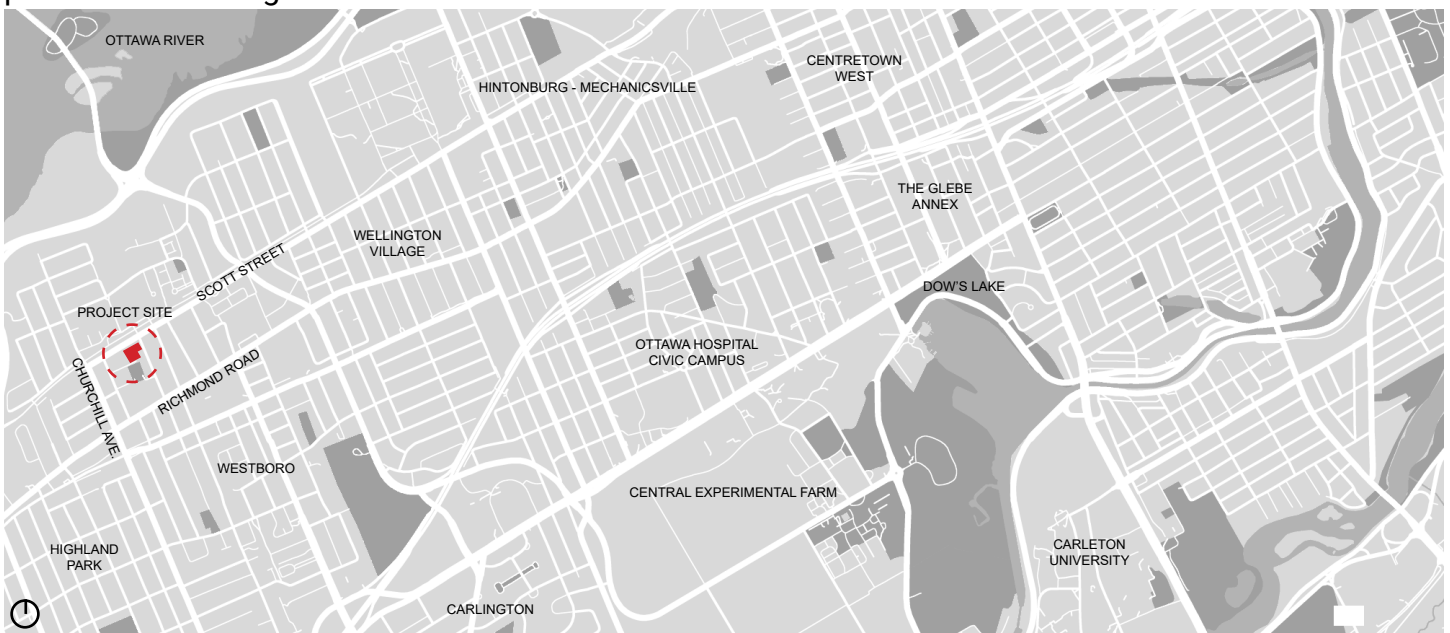 OTTAWA RIVER
CENTRETOWN
WEST
HINTONBURG - MECHANICSVILLE
THE GLEBE
ANNEX
WELLINGTON
VILLAGE
SCOTT STREET
DOW'S LAKE
PROJECT SITE
OTTAWA HOSPITAL
CIVIC CAMPUS
RICHMOND ROAD
CHURCHILL AVE.
WESTBORO
CENTRAL EXPERIMENTAL FARM
HIGHLAND
PARK
CARLETON
UNIVERSITY
CARLINGTON